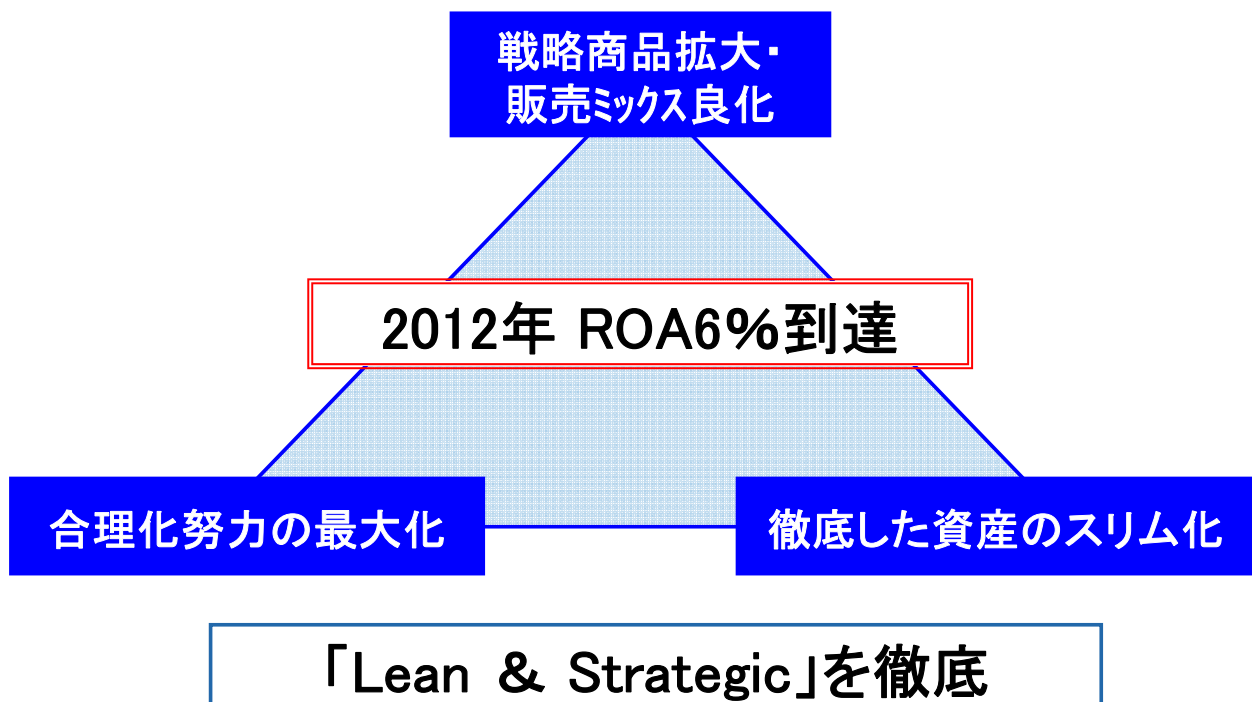 戦略商品拡大・
販売ミックス良化
2012年 ROA6%到達
合理化努力の最大化
徹底した資産のスリム化
「Lean & Strategic」を徹底